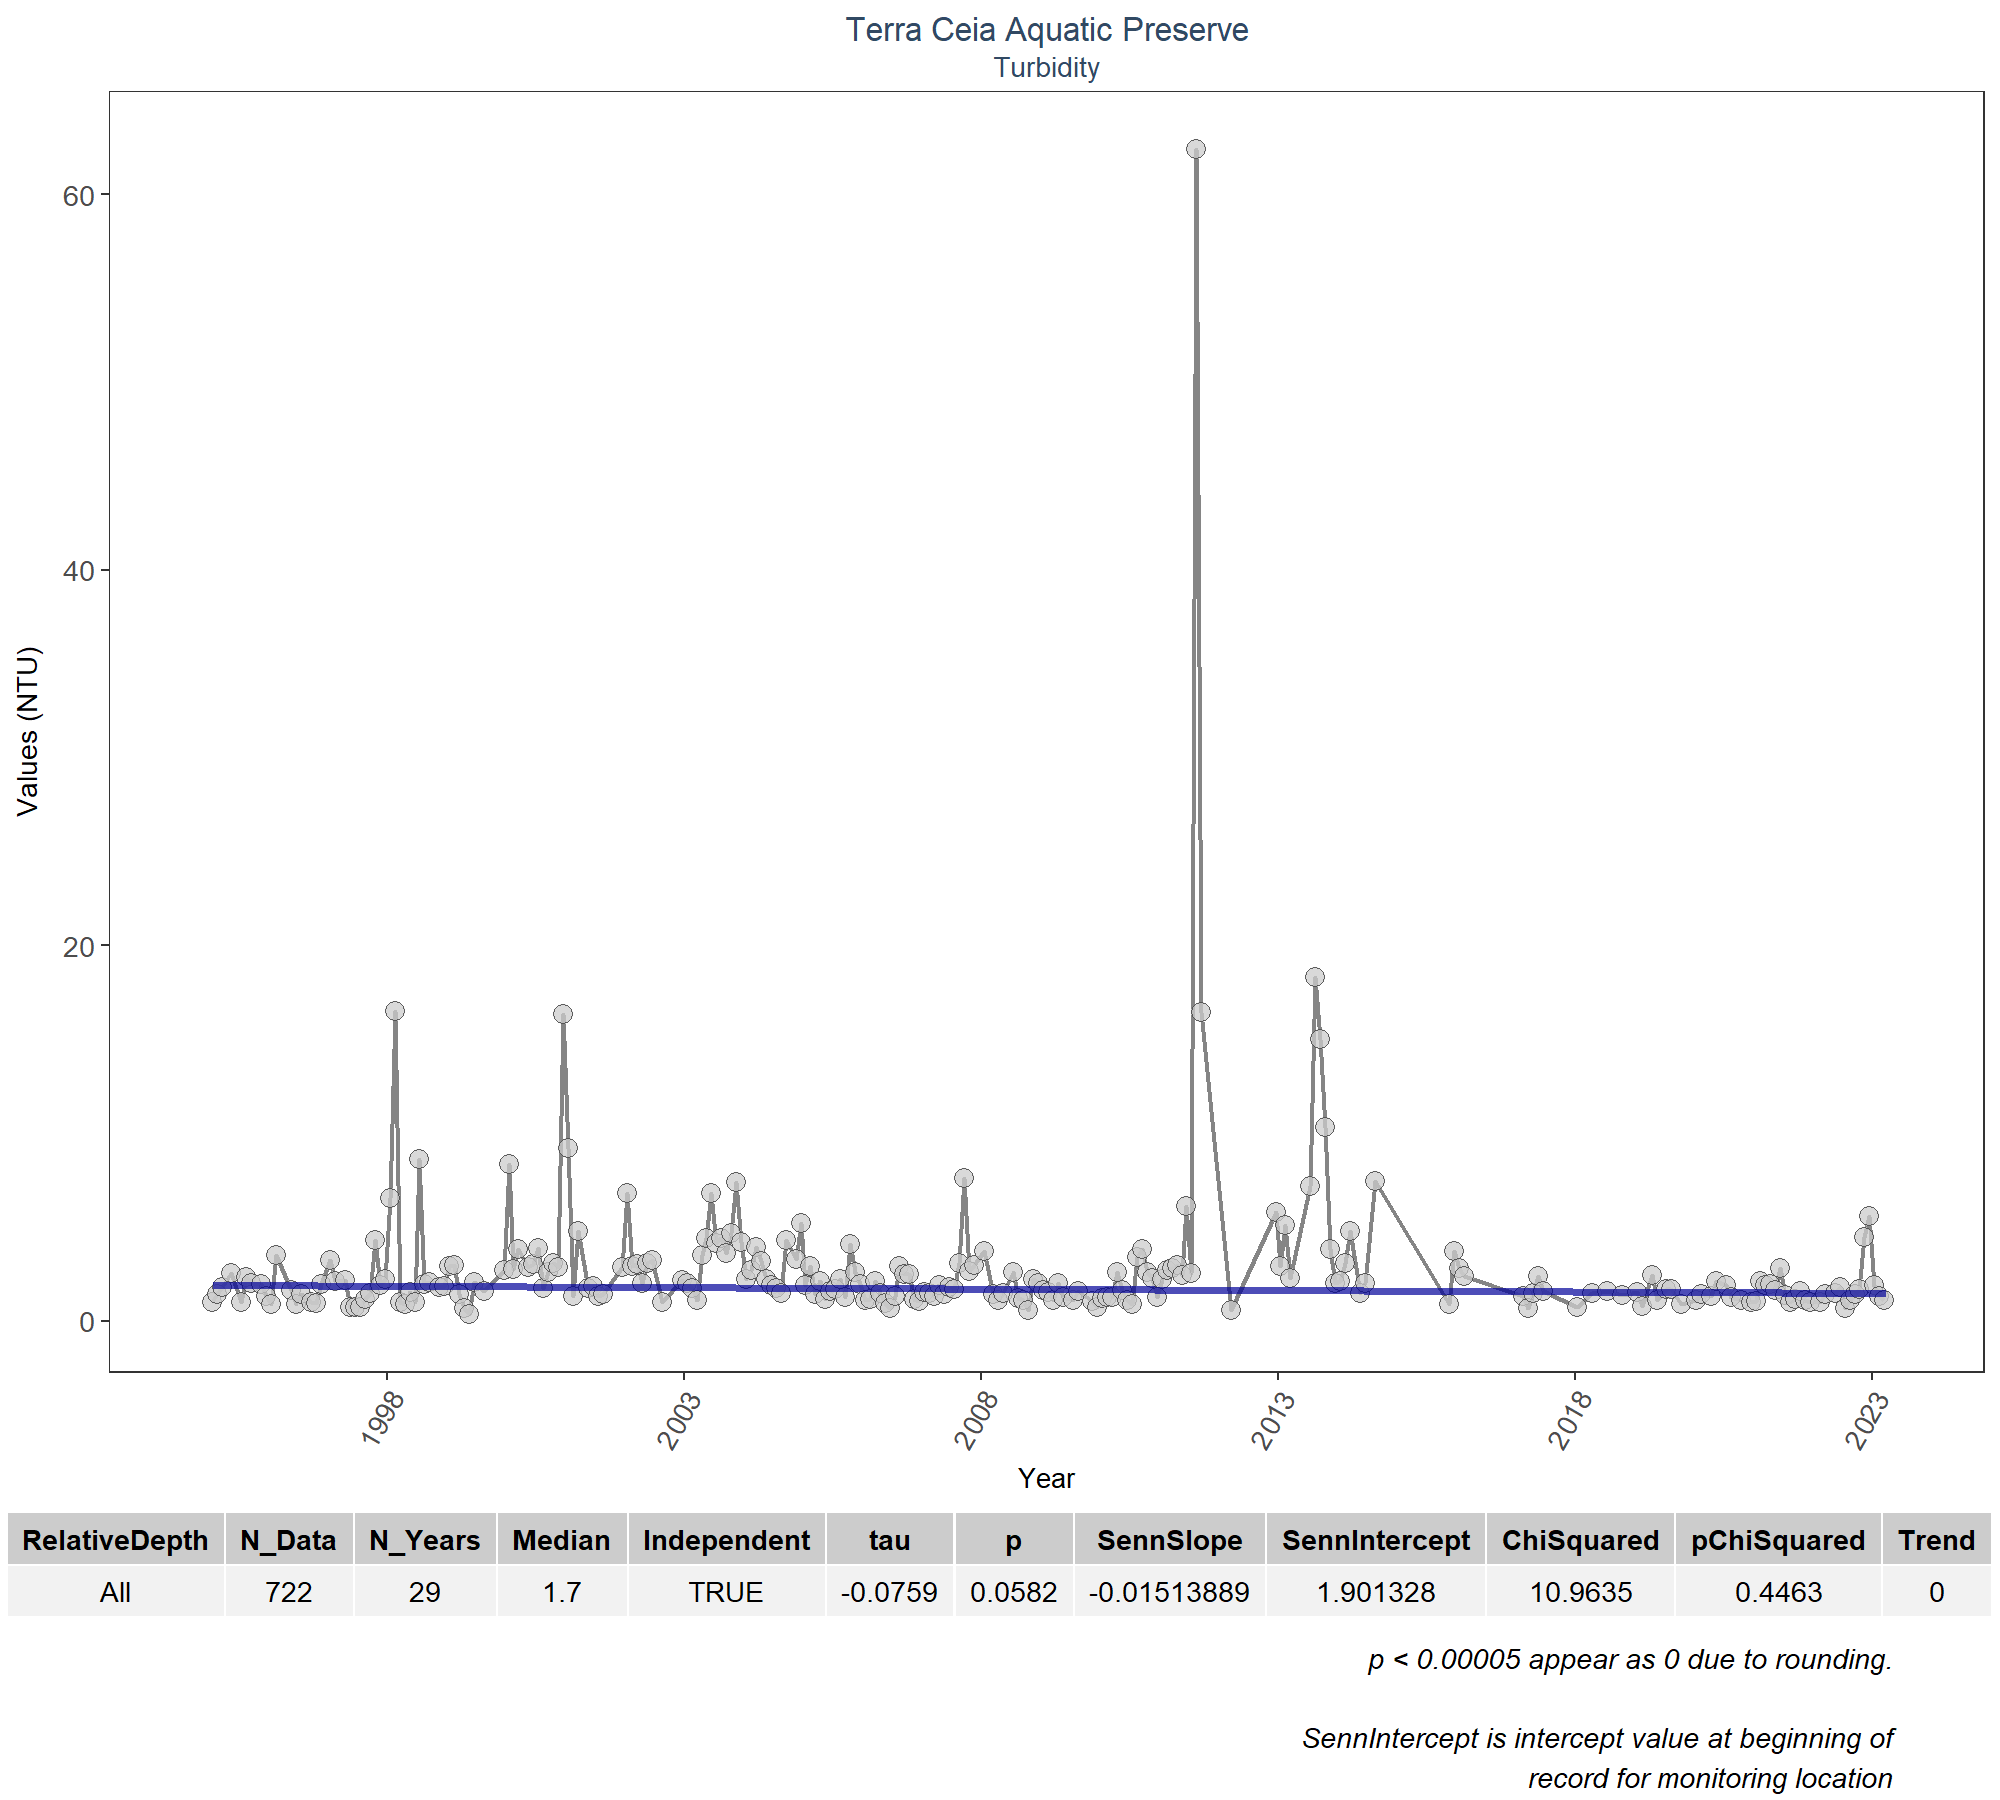 Terra Ceia Aquatic Preserve
Turbidity
60
40
20
0
Values (NTU)
1998 2003 2008 2013 2018 2023
Year
RelativeDepth N_Data N_Years Median Independent tau p SennSlope SennIntercept ChiSquared pChiSquared Trend
All 722 29 1.7 TRUE -0.0759 0.0582 -0.01513889 1.901328 10.9635 0.4463 0
p < 0.00005 appear as 0 due to rounding.
SennIntercept is intercept value at beginning of
record for monitoring location